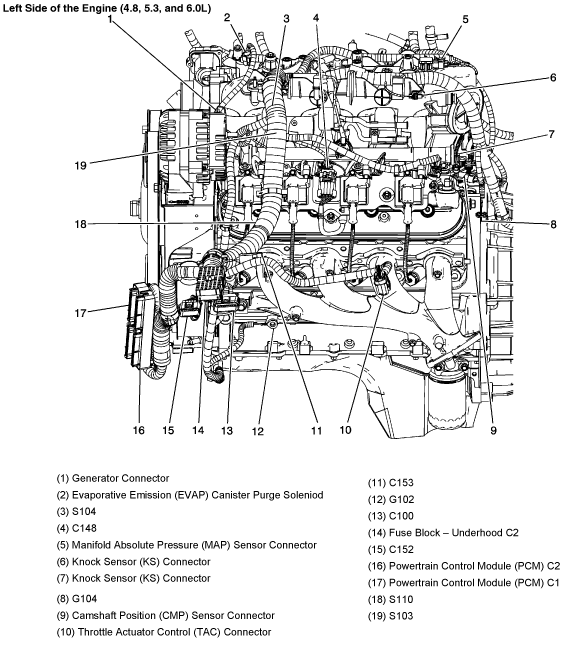 Left Side of the Engine (4.8, 5.3, and 6.0L)
1
2
3
4
5
6
7
19
18
8
17
16
15
14
13
12
11
10
9
(1) Generator Connector
(2) Evaporative Emission (EVAP) Canister Purge Soleniod
(3) S104
(4) C148
(5) Manifold Absolute Pressure (MAP) Sensor Connector
(6) Knock Sensor (KS) Connector
(7) Knock Sensor (KS) Connector
(8) G104
(9) Camshaft Position (CMP) Sensor Connector
(10) Throttle Actuator Control (TAC) Connector
(11) C153
(12) G102
(13) C100
(14) Fuse Block – Underhood C2
(15) C152
(16) Powertrain Control Module (PCM) C2
(17) Powertrain Control Module (PCM) C1
(18) S110
(19) S103